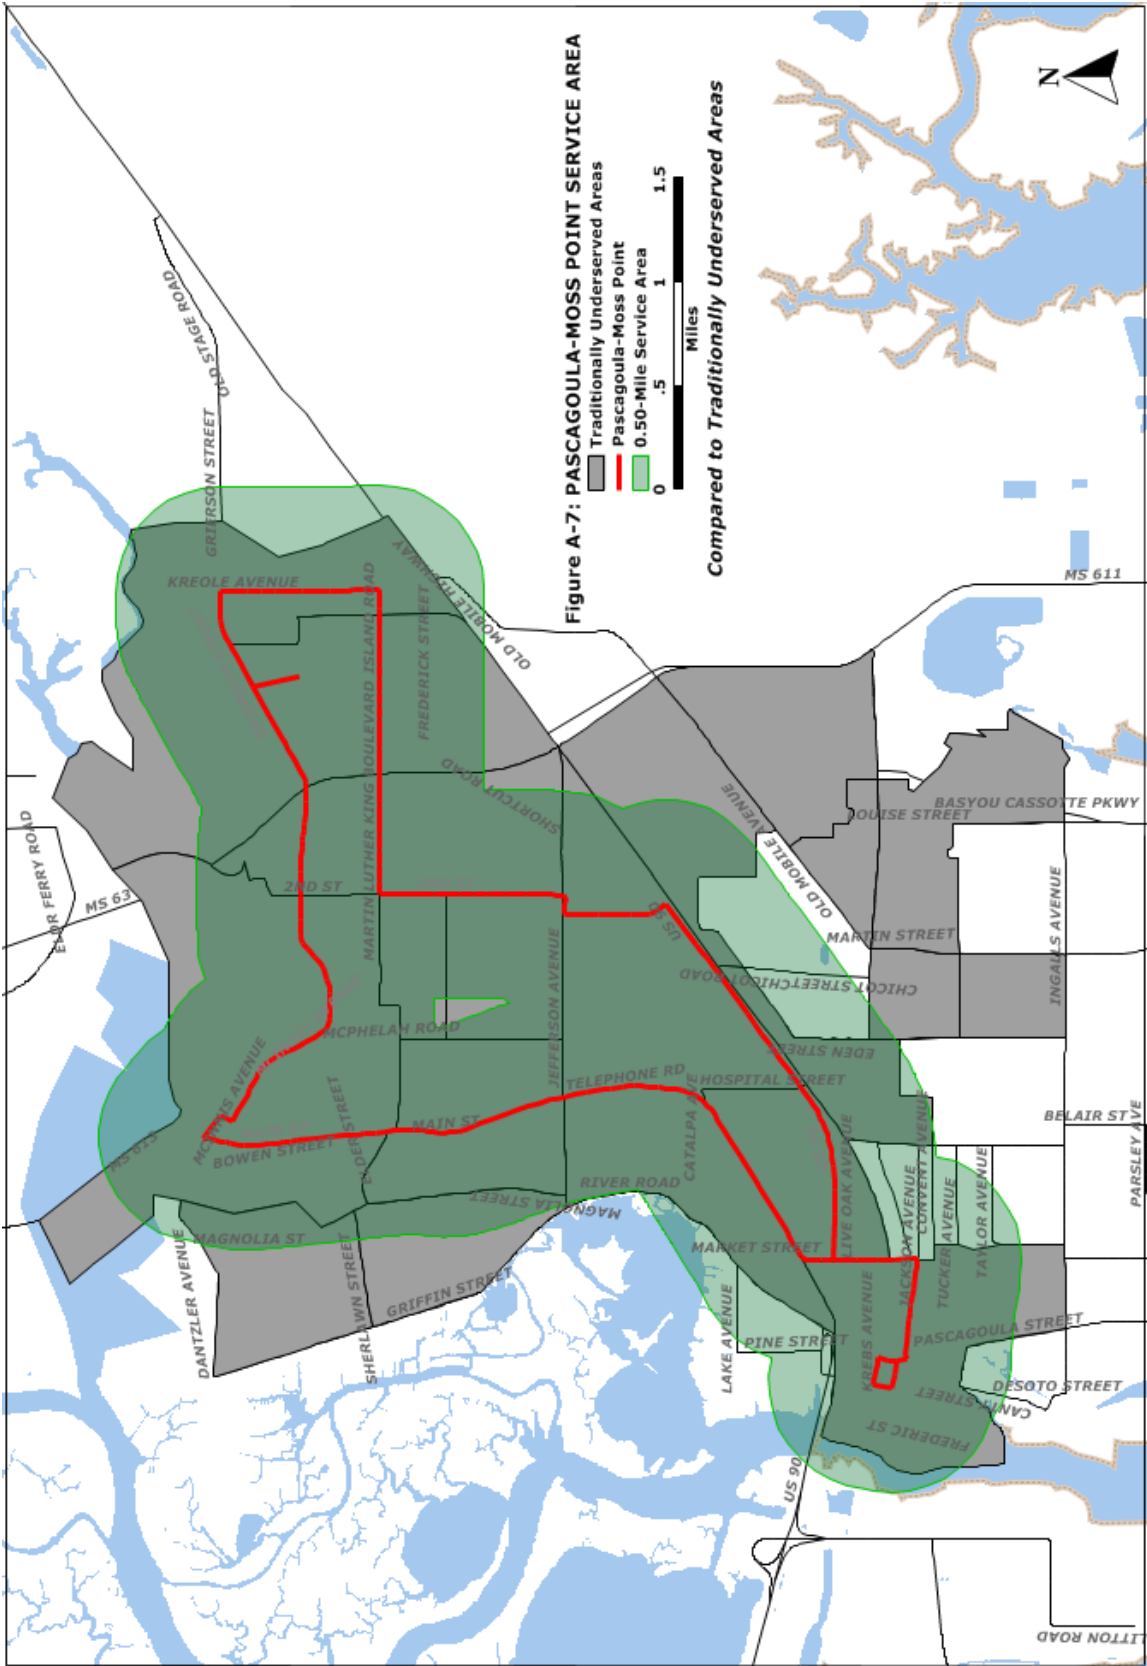 Figure A-7: PASCAGOULA-MOSS POINT SERVICE AREA
Traditionally Underserved Areas
Pascagoula-Moss Point
0.50-Mile Service Area
0 .5 1 1.5
Miles
Compared to Traditionally Underserved Areas
N
OLD STAGE ROAD
GRIERSON STREET
KREOLE AVENUE
MARTIN LUTHER KING BOULEVARD ISLAND ROAD
FREDERICK STREET
OLD MOBILE HIGHWAY
SHORTCUT ROAD
MS 611
MS 63
2ND ST
JEFFERSON AVENUE
US 90
OLD MOBILE AVENUE
LOUISE STREET
MARTIN STREET
CHICOT STREET
CHICOT ROAD
INGALLS AVENUE
MCPHELAH ROAD
MCINNIS AVENUE
MS 613
BOWEN STREET
ELDER STREET
MAIN ST
TELEPHONE RD
CATALPA AVE
HOSPITAL STREET
EDEN STREET
BELAIR ST
PARSLEY AVE
RIVER ROAD
MAGNOLIA STREET
MAGNOLIA ST
DANTZLER AVENUE
SHERLAWN STREET
GRIFFIN STREET
MARKET STREET
LIVE OAK AVENUE
JACKSON AVENUE
CONVENT AVENUE
TUCKER AVENUE
TAYLOR AVENUE
LAKE AVENUE
PINE STREET
KREBS AVENUE
PASCAGOULA STREET
DESOTO STREET
CANTY STREET
FREDERIC ST
US 90
LITTON ROAD